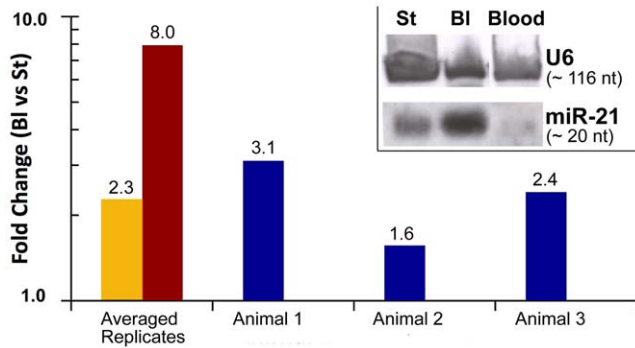 Fold Change (Bl vs St)
10.0
1.0
2.3
8.0
3.1
1.6
2.4
Averaged
Replicates
Animal 1
Animal 2
Animal 3
St Bl Blood
U6
(~ 116 nt)
miR-21
(~ 20 nt)